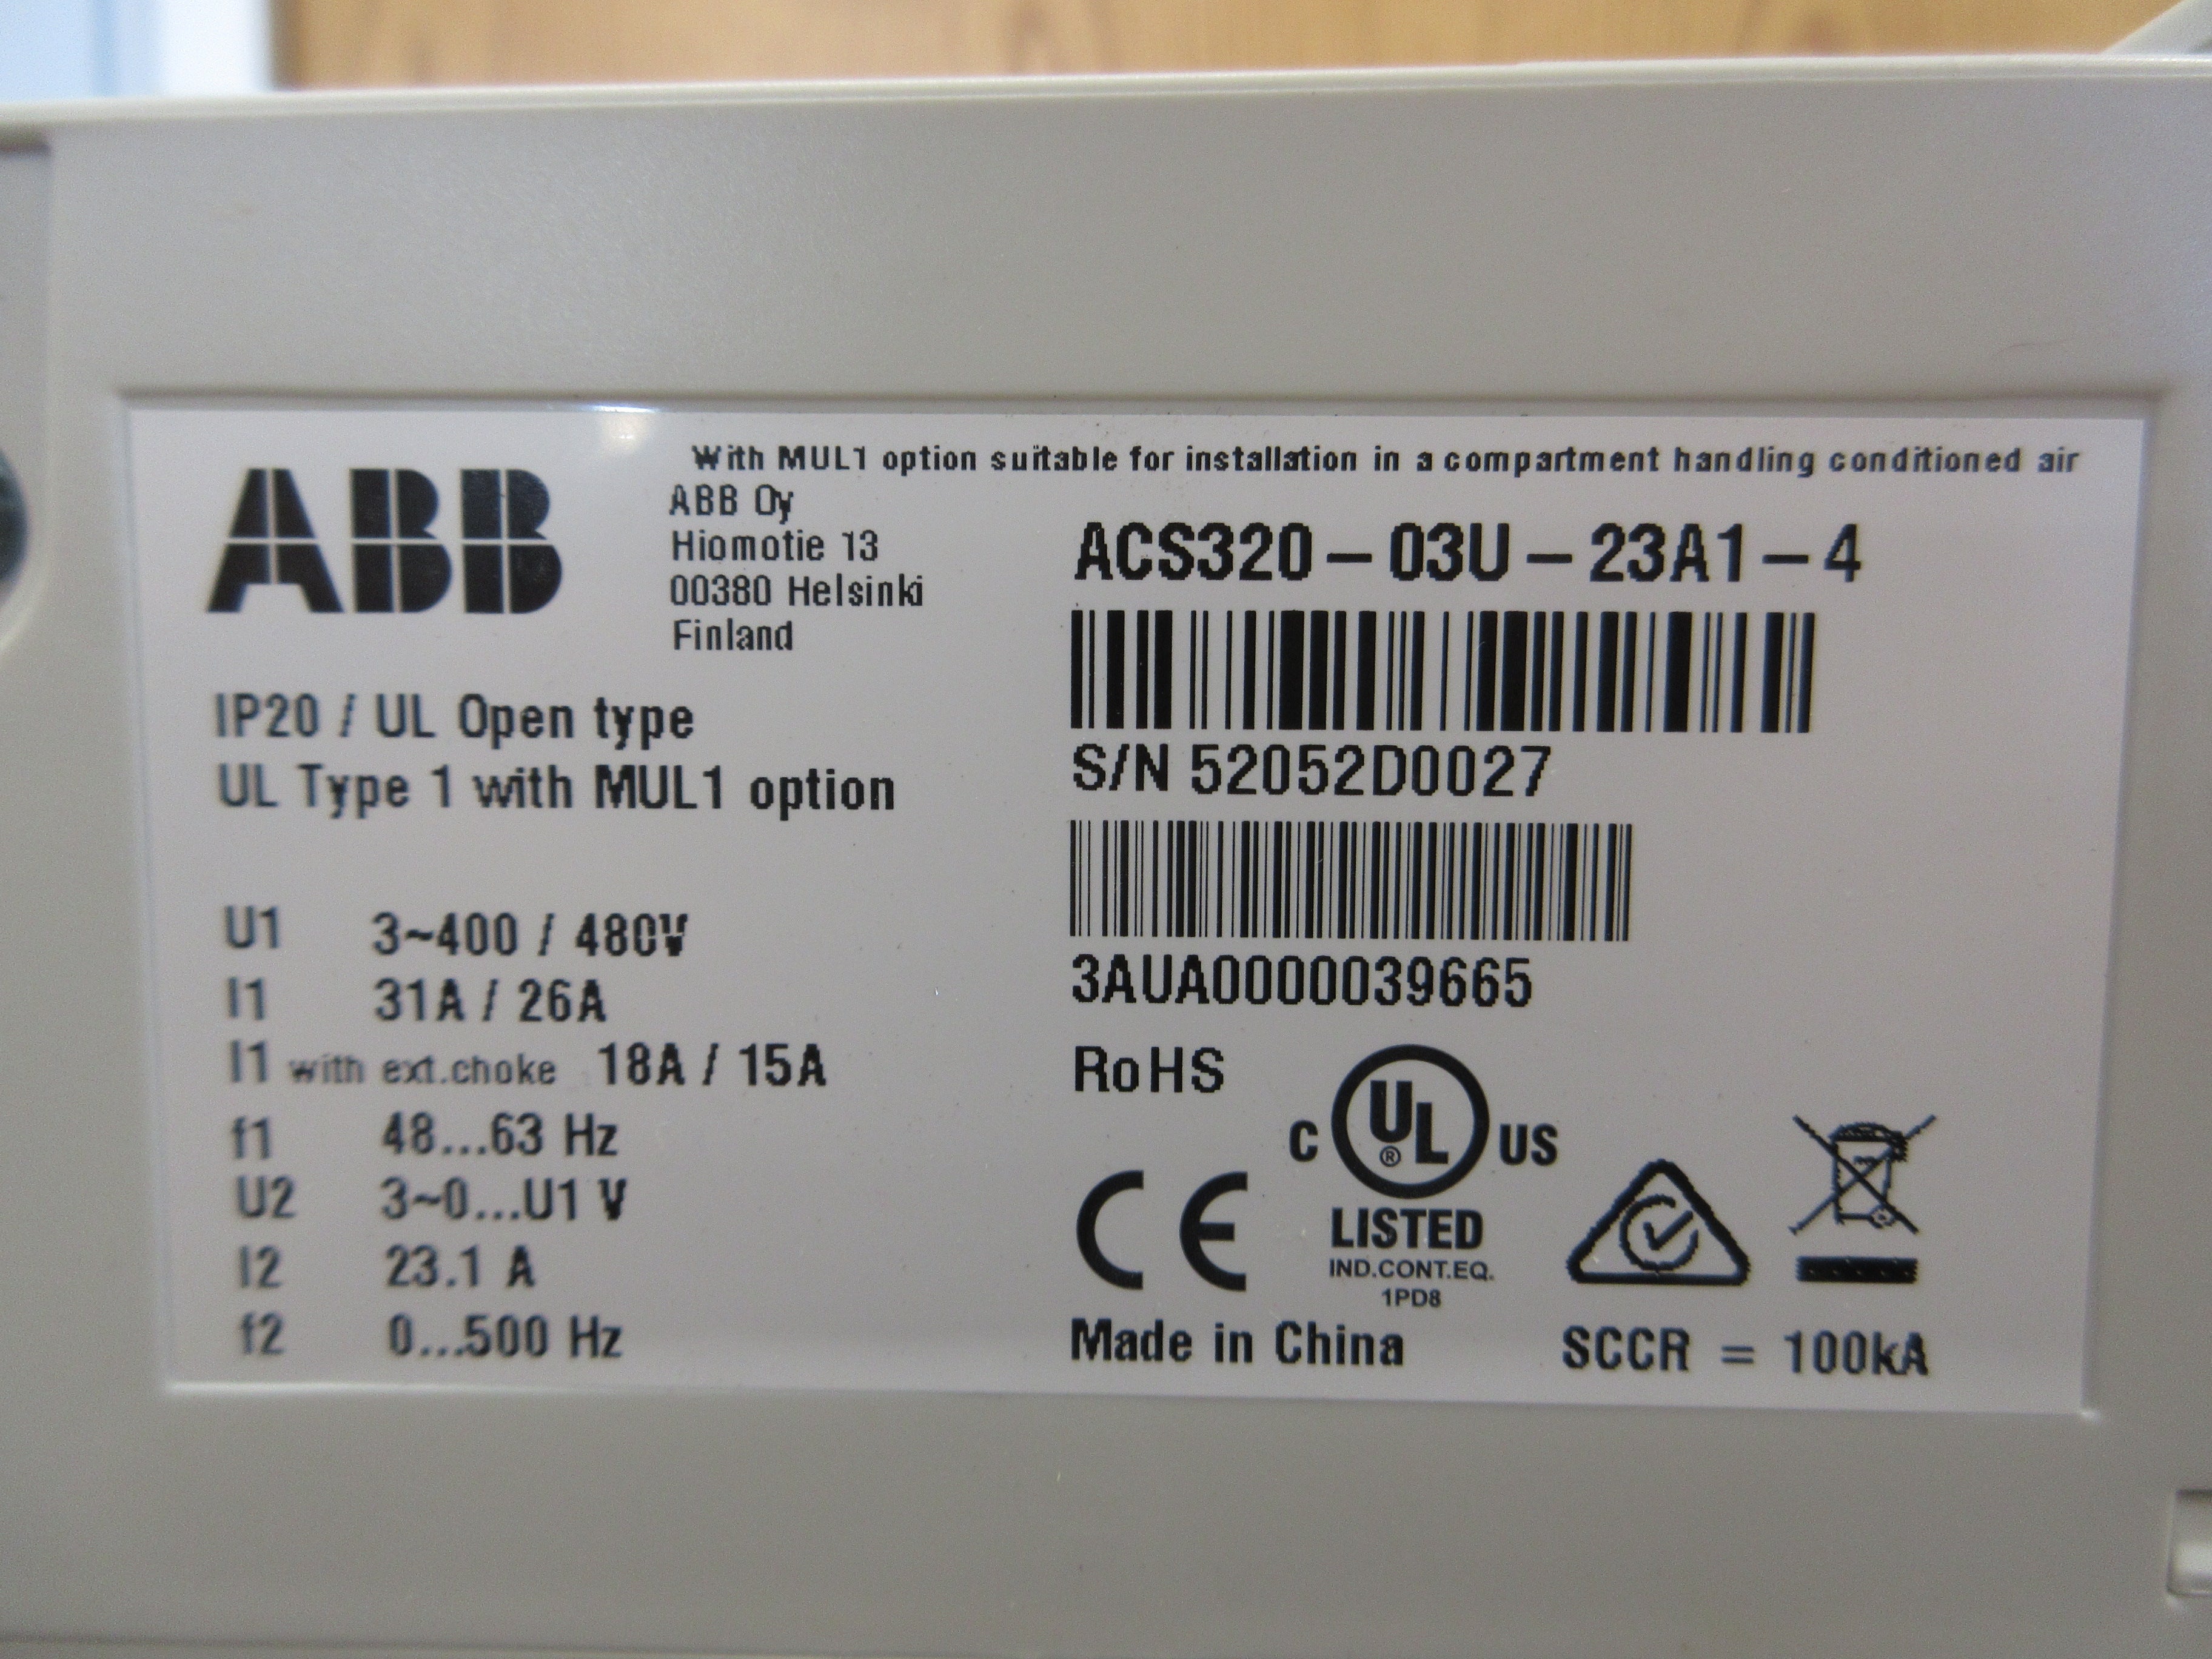 With MUL1 option suitable for installation in a compartment handling conditioned air
ABB
ABB Oy
Hiomotie 13
00380 Helsinki
Finland
IP20 / UL Open type
UL Type 1 with MUL1 option
U1 3~400 / 480V
I1 31A / 26A
I1 with ext.choke 18A / 15A
f1 48...63 Hz
U2 3~0...U1 V
I2 23.1 A
f2 0...500 Hz
ACS320-03U-23A1-4
S/N 52052D0027
3AUA0000039665
RoHS
C UL® US
LISTED
IND.CONT.EQ.
1PD8
CE
Made in China
SCCR = 100kA